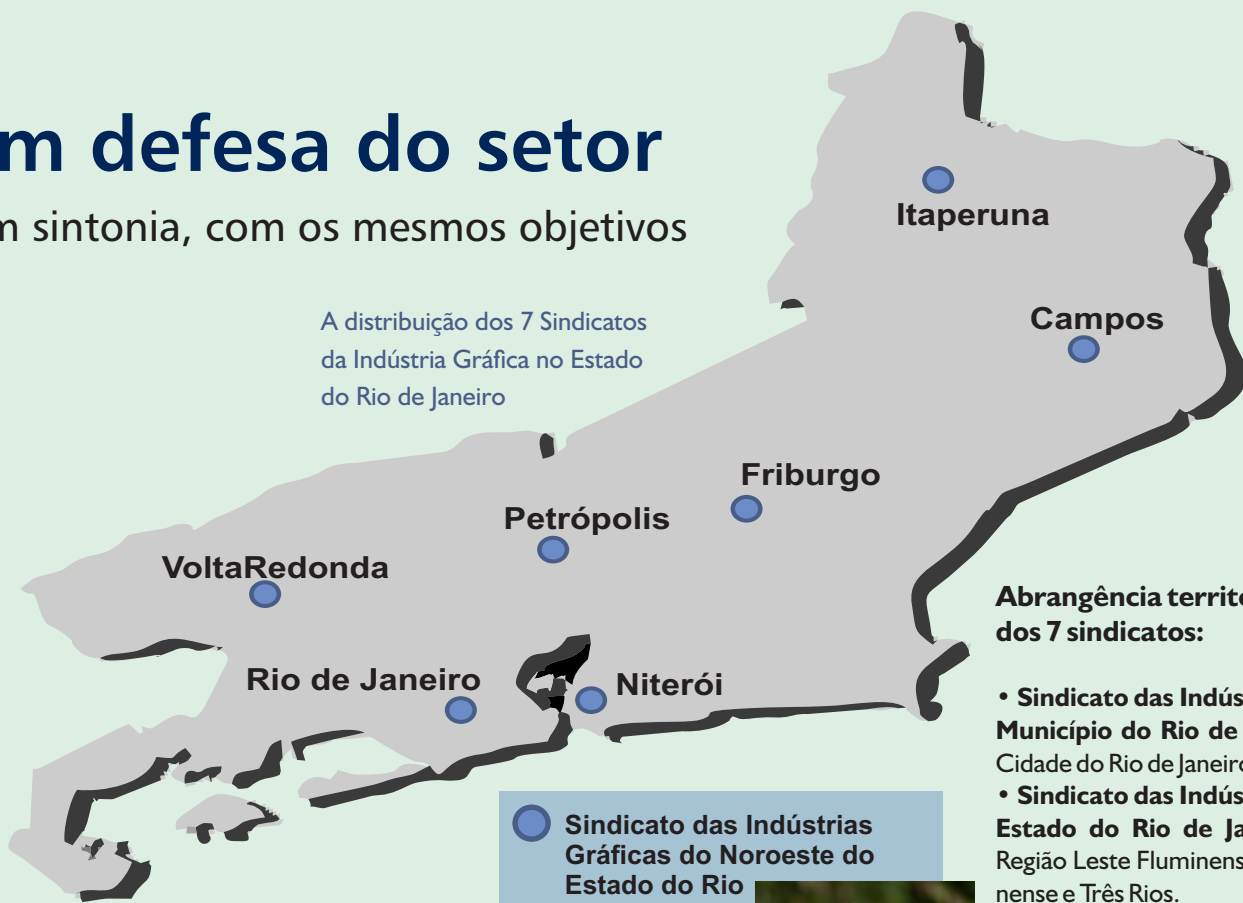 m defesa do setor
m sintonia, com os mesmos objetivos
A distribuição dos 7 Sindicatos
da Indústria Gráfica no Estado
do Rio de Janeiro
Itaperuna
Campos
Friburgo
Petrópolis
VoltaRedonda
Rio de Janeiro
Niterói
Sindicato das Indústrias
Gráficas do Noroeste do
Estado do Rio
Abrangência territo
dos 7 sindicatos:
• Sindicato das Indús
Município do Rio de
Cidade do Rio de Janeiro
• Sindicato das Indús
Estado do Rio de Ja
Região Leste Fluminens
nense e Três Rios.